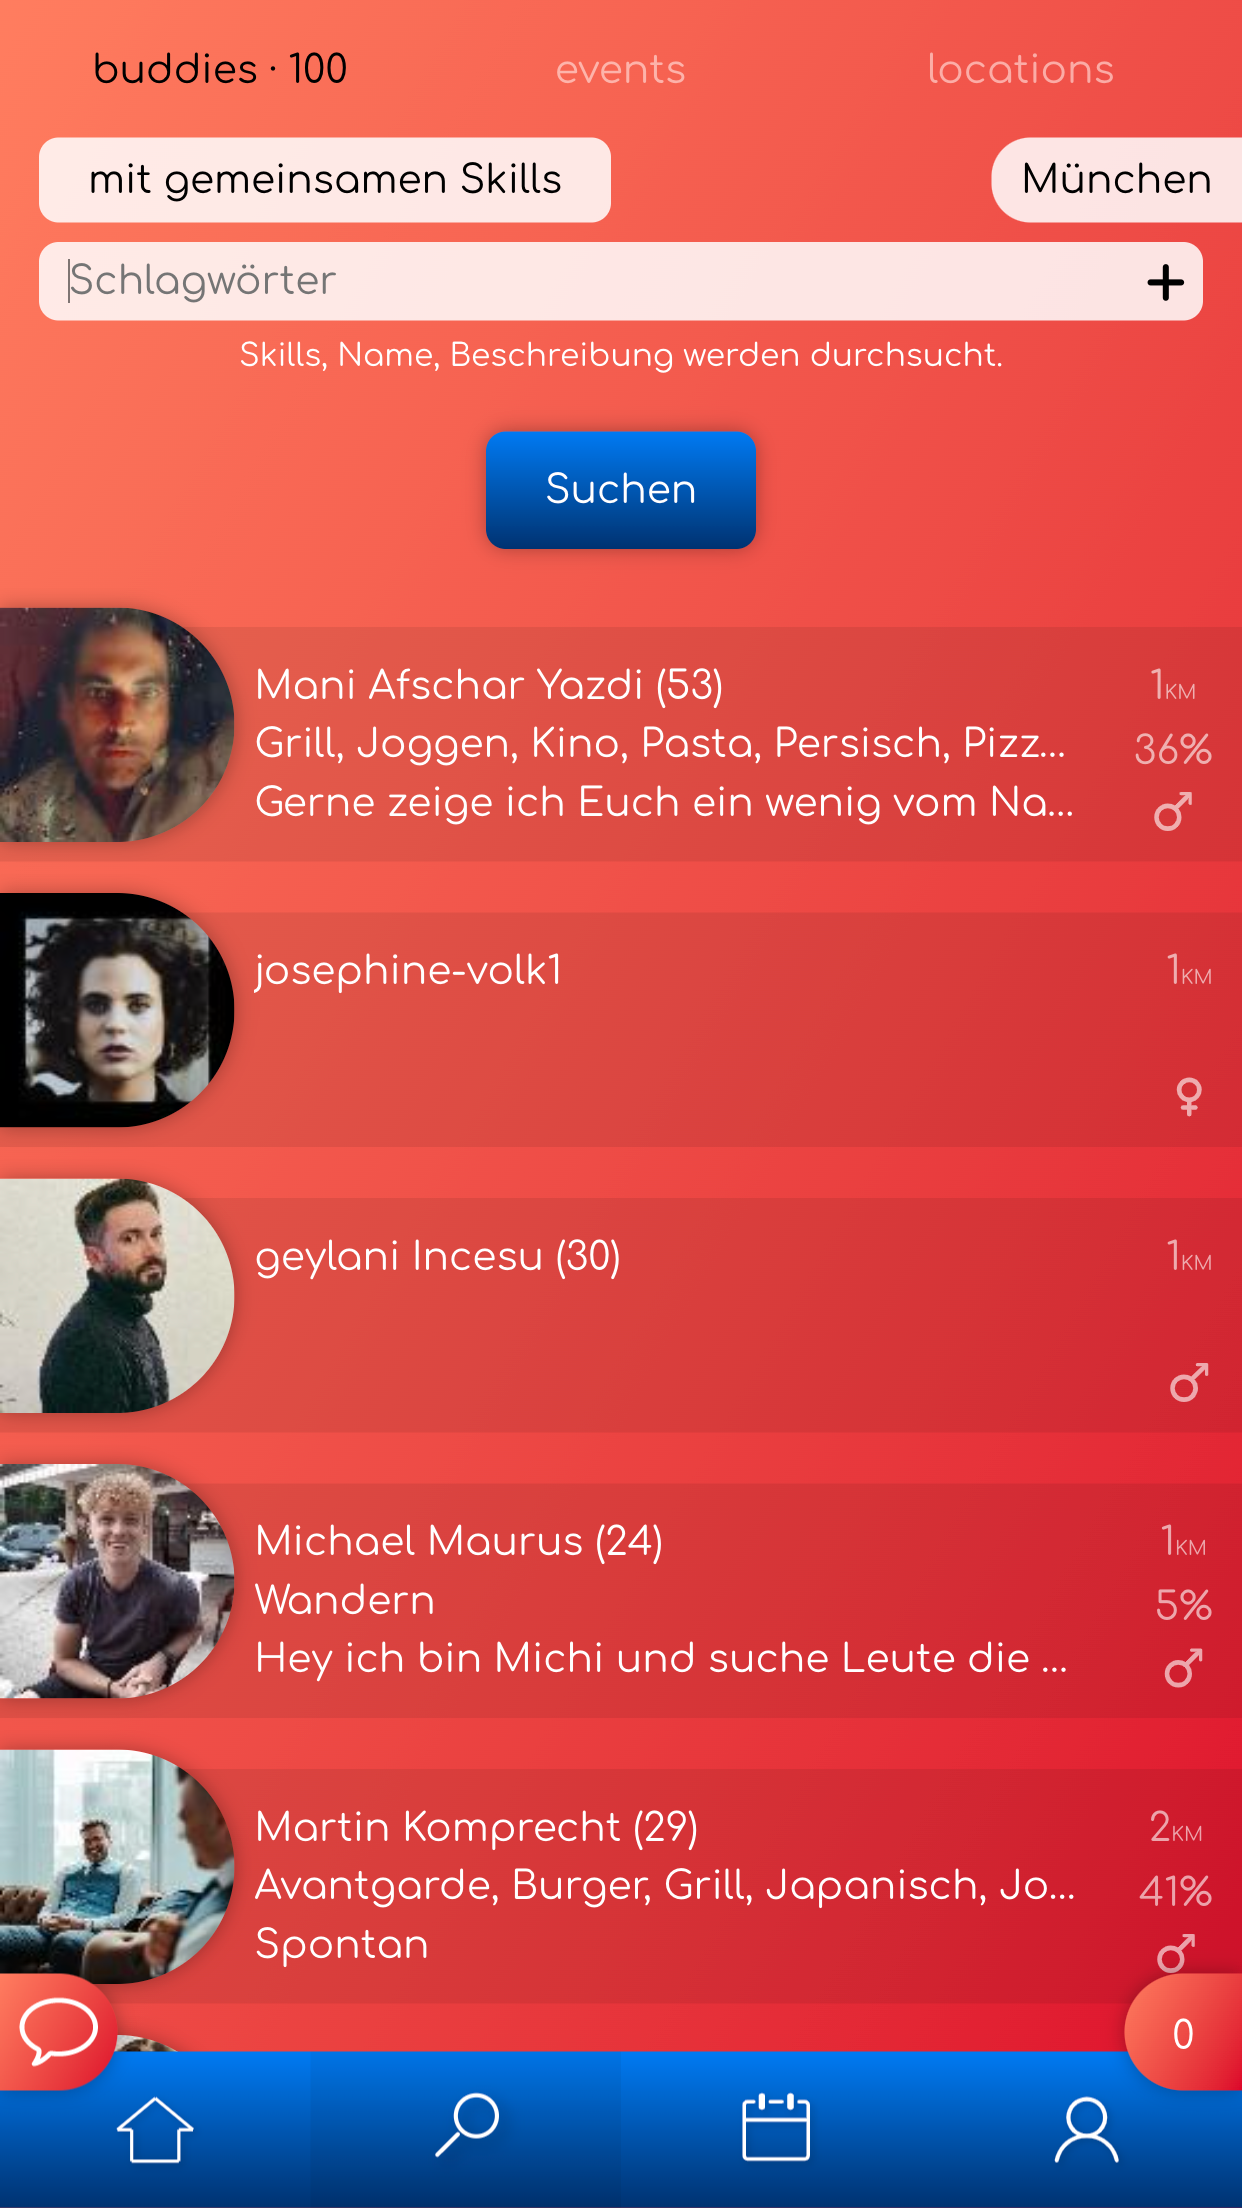 buddies · 100
events
locations
mit gemeinsamen Skills
München
Schlagwörter
Skills, Name, Beschreibung werden durchsucht.
Suchen
Mani Afschar Yazdi (53)
1KM
Grill, Joggen, Kino, Pasta, Persisch, Pizz...
36%
Gerne zeige ich Euch ein wenig vom Na...
josephine-volk1
1KM
geylani Incesu (30)
1KM
Michael Maurus (24)
1KM
Wandern
5%
Hey ich bin Michi und suche Leute die ...
Martin Komprecht (29)
2KM
Avantgarde, Burger, Grill, Japanisch, Jo...
41%
Spontan
0